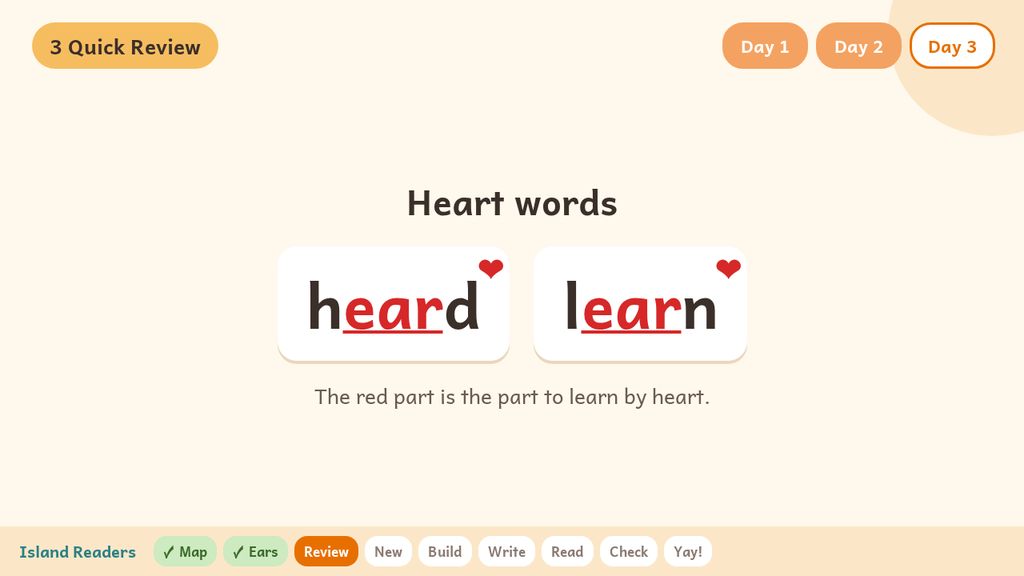 3 Quick Review
Day 1 Day 2 Day 3
Heart words
heard❤ learn❤
The red part is the part to learn by heart.
Island Readers ✓ Map ✓ Ears Review New Build Write Read Check Yay!